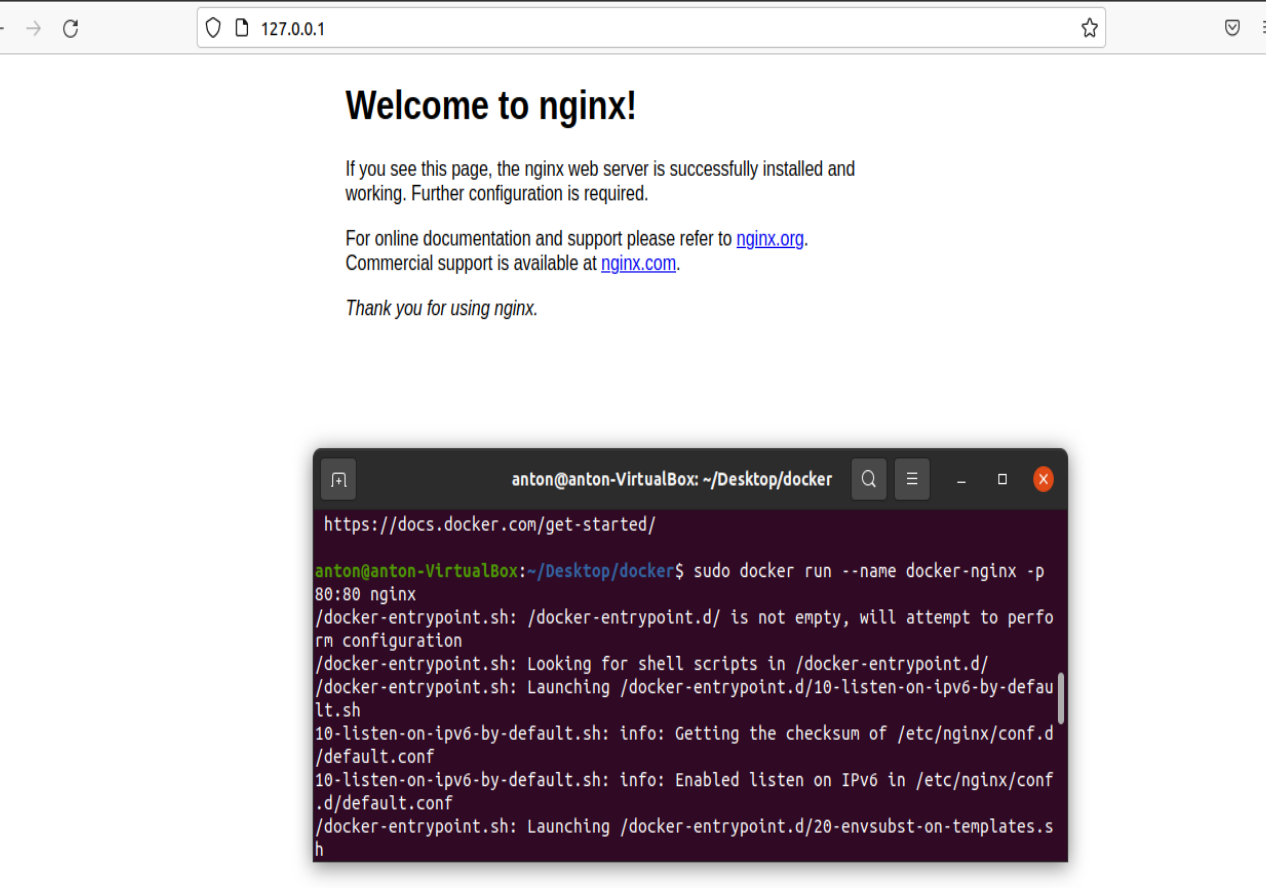 127.0.0.1
Welcome to nginx!
If you see this page, the nginx web server is successfully installed and
working. Further configuration is required.
For online documentation and support please refer to nginx.org.
Commercial support is available at nginx.com.
Thank you for using nginx.
anton@anton-VirtualBox: ~/Desktop/docker
https://docs.docker.com/get-started/
anton@anton-VirtualBox:~/Desktop/docker$ sudo docker run --name docker-nginx -p
80:80 nginx
/docker-entrypoint.sh: /docker-entrypoint.d/ is not empty, will attempt to perfo
rm configuration
/docker-entrypoint.sh: Looking for shell scripts in /docker-entrypoint.d/
/docker-entrypoint.sh: Launching /docker-entrypoint.d/10-listen-on-ipv6-by-defau
lt.sh
10-listen-on-ipv6-by-default.sh: info: Getting the checksum of /etc/nginx/conf.d
/default.conf
10-listen-on-ipv6-by-default.sh: info: Enabled listen on IPv6 in /etc/nginx/conf
.d/default.conf
/docker-entrypoint.sh: Launching /docker-entrypoint.d/20-envsubst-on-templates.s
h